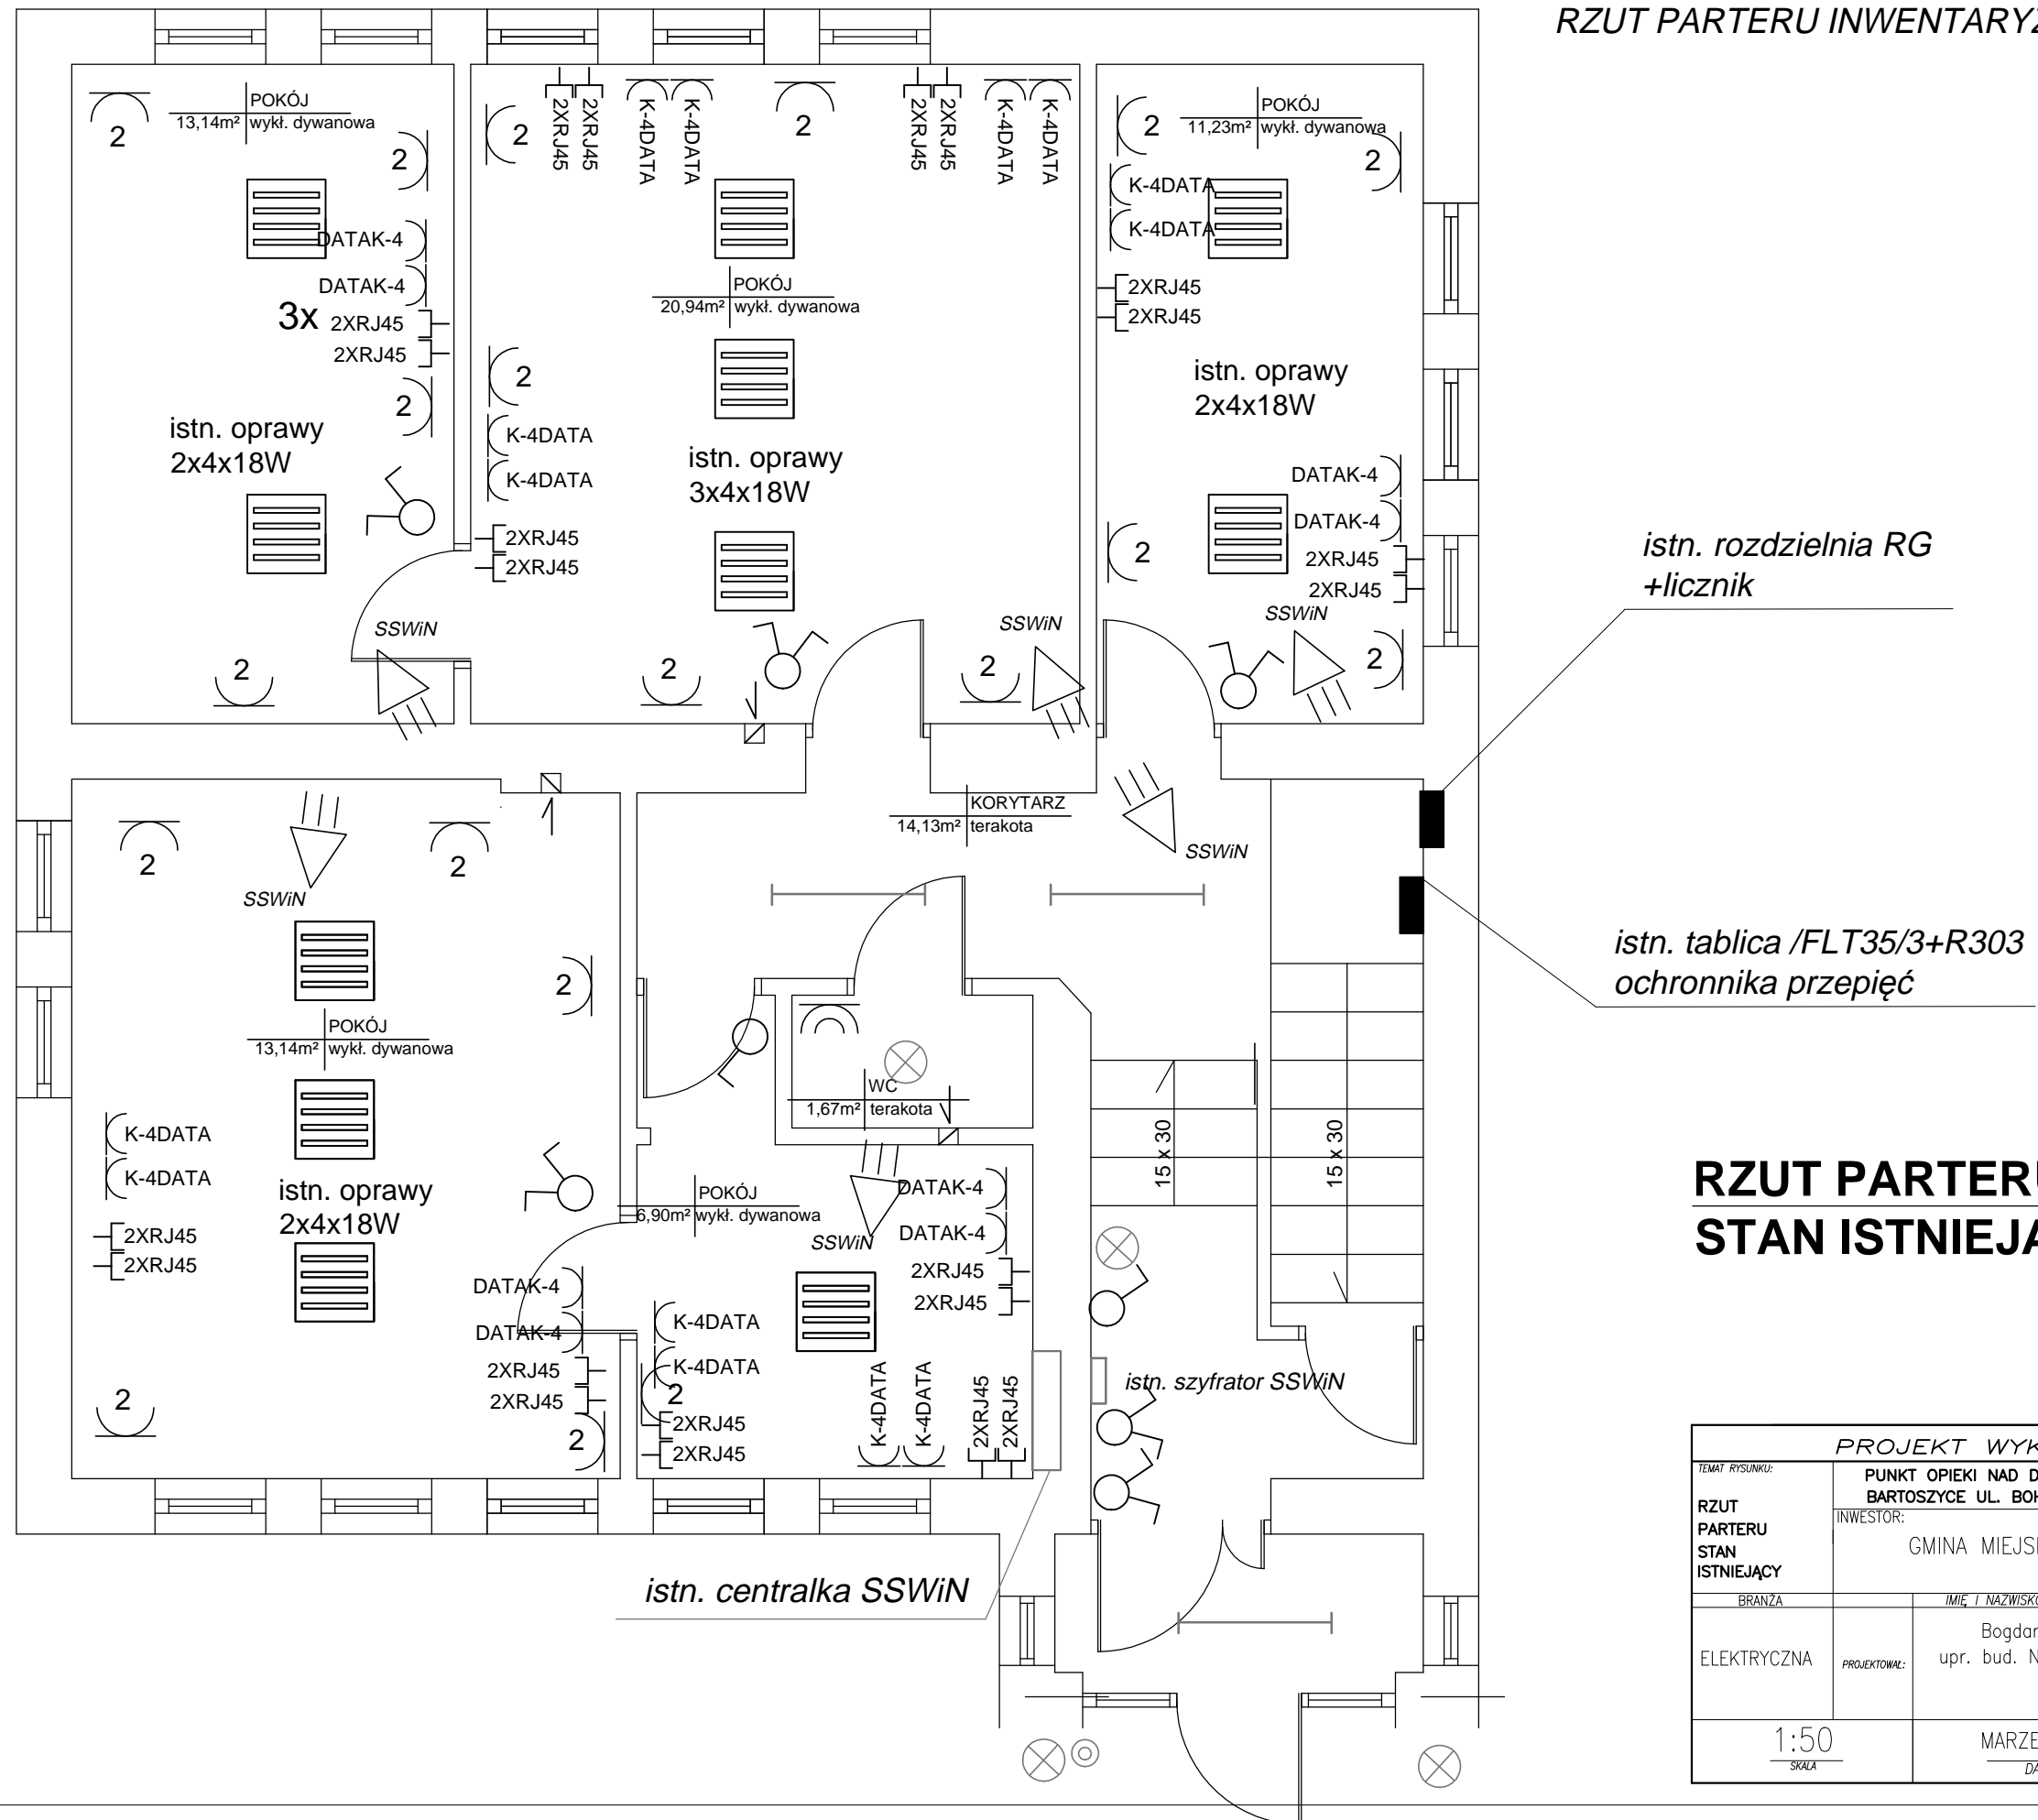 RZUT PARTERU INWENTARYZ
POKÓJ
13,14m² wykł. dywanowa
2
2
DATAK-4
DATAK-4
3x 2XRJ45
2XRJ45
2
istn. oprawy
2x4x18W
SSWiN
2
2
2XRJ45
2XRJ45
K-4DATA
K-4DATA
2
2XRJ45
2XRJ45
K-4DATA
K-4DATA
POKÓJ
20,94m² wykł. dywanowa
2
K-4DATA
K-4DATA
istn. oprawy
3x4x18W
2XRJ45
2XRJ45
SSWiN
2
2
POKÓJ
11,23m² wykł. dywanowa
2
2
K-4DATA
K-4DATA
2XRJ45
2XRJ45
istn. oprawy
2x4x18W
DATAK-4
DATAK-4
2
2XRJ45
2XRJ45
SSWiN
2
istn. rozdzielnia RG
+licznik
KORYTARZ
14,13m² terakota
SSWiN
istn. tablica /FLT35/3+R303
ochronnika przepięć
2
2
SSWiN
2
POKÓJ
13,14m² wykł. dywanowa
K-4DATA
K-4DATA
istn. oprawy
2x4x18W
2XRJ45
2XRJ45
DATAK-4
DATAK-4
2XRJ45
2XRJ45
2
2
WC
1,67m² terakota
POKÓJ
6,90m² wykł. dywanowa
SSWiN
DATAK-4
DATAK-4
2XRJ45
2XRJ45
K-4DATA
K-4DATA
2
2XRJ45
2XRJ45
K-4DATA
K-4DATA
2XRJ45
2XRJ45
15 x 30
15 x 30
istn. szyfrator SSWiN
istn. centralka SSWiN
RZUT PARTERU
STAN ISTNIEJĄ
PROJEKT WYK
TEMAT RYSUNKU:
RZUT
PARTERU
STAN
ISTNIEJĄCY
PUNKT OPIEKI NAD D
BARTOSZYCE UL. BOH
INWESTOR:
GMINA MIEJS
BRANŻA
IMIĘ I NAZWISKO
ELEKTRYCZNA
PROJEKTOWAŁ:
Bogdan
upr. bud. N
1:50
SKALA
MARZE
DA